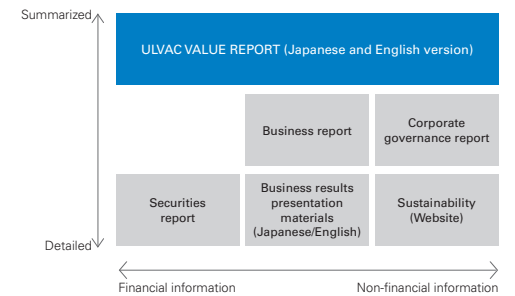 Summarized
ULVAC VALUE REPORT (Japanese and English version)
Business report
Corporate
governance report
Securities
report
Business results
presentation
materials
(Japanese/English)
Sustainability
(Website)
Detailed
Financial information
Non-financial information